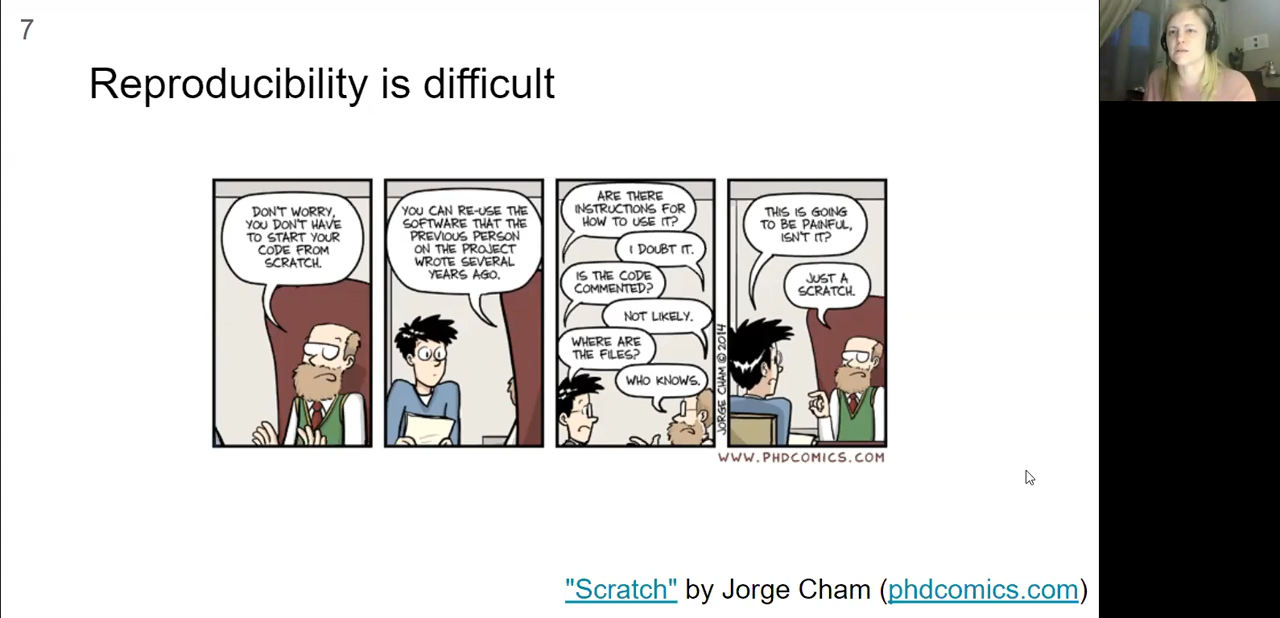 7
Reproducibility is difficult
DON'T WORRY,
YOU DON'T HAVE
TO START YOUR
CODE FROM
SCRATCH.
YOU CAN RE-USE THE
SOFTWARE THAT THE
PREVIOUS PERSON
ON THE PROJECT
WROTE SEVERAL
YEARS AGO.
ARE THERE
INSTRUCTIONS FOR
HOW TO USE IT?
I DOUBT IT.
IS THE CODE
COMMENTED?
NOT LIKELY.
WHERE ARE
THE FILES?
WHO KNOWS.
JORGE CHAM © 2014
THIS IS GOING
TO BE PAINFUL,
ISN'T IT?
JUST A
SCRATCH.
WWW.PHDCOMICS.COM
"Scratch" by Jorge Cham (phdcomics.com)